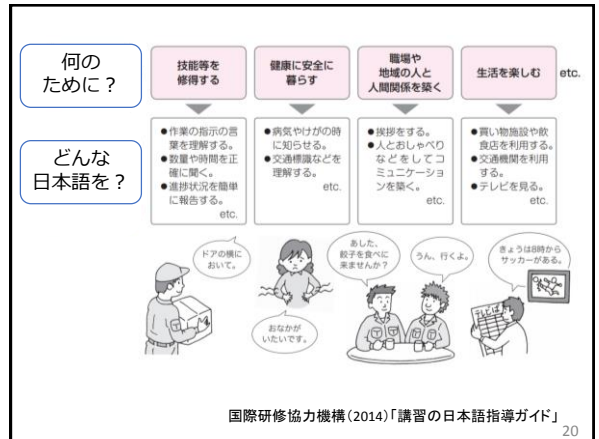 何の
ために？
技能等を
修得する
健康に安全に
暮らす
職場や
地域の人と
人間関係を築く
生活を楽しむ
etc.
どんな
日本語を？
●作業の指示の言
葉を理解する。
●数量や時間を正
確に聞く。
●進捗状況を簡単
に報告する。
etc.
●病気やけがの時
に知らせる。
●交通標識などを
理解する。
etc.
●挨拶をする。
●人とおしゃべり
などをしてコ
ミュニケーショ
ンを築く。
etc.
●買い物施設や飲
食店を利用する。
●交通機関を利用
する。
●テレビを見る。
etc.
ドアの横に
おいて。
おなかが
いたいです。
あした、
餃子を食べに
来ませんか？
うん、行くよ。
きょうは8時から
サッカーがある。
テレビ
国際研修協力機構（2014）「講習の日本語指導ガイド」
20